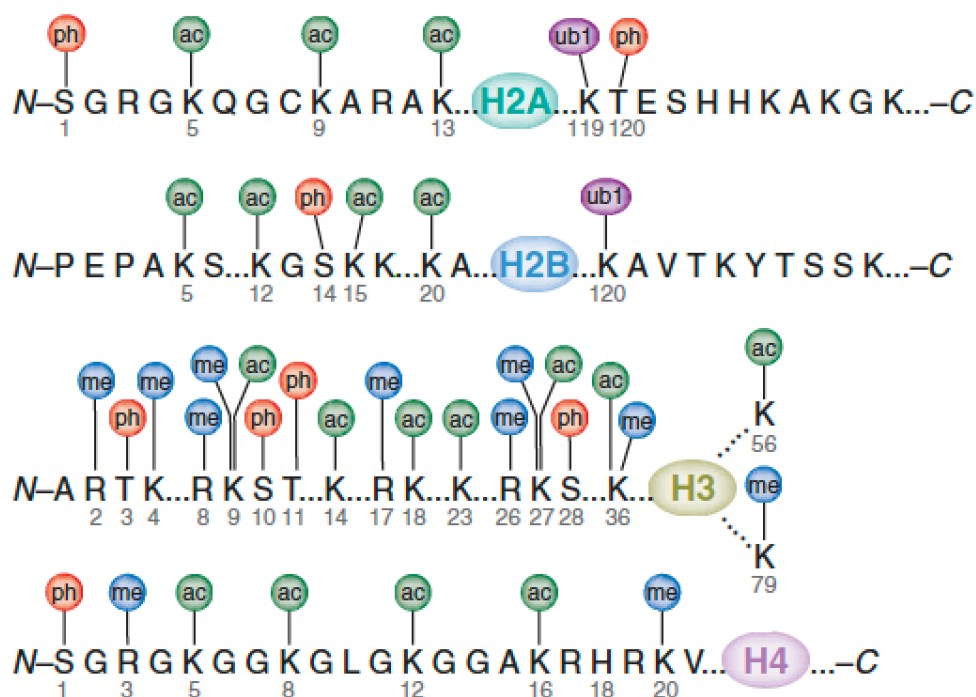 ph ac ac ac ub1 ph
N–S G R G K Q G C K A R A K...H2A...K T E S H H K A K G K...–C
1 5 9 13 119 120
ac ac ph ac ac ub1
N–P E P A K S...K G S K K...K A...H2B...K A V T K Y T S S K...–C
5 12 14 15 20 120
ac
me me me ac ph me me ac ac
ph me ph ac ac ac me ph me
K
56
N–A R T K...R K S T...K...R K...K...R K S...K...H3
me
2 3 4 8 9 10 11 14 17 18 23 26 27 28 36
K
79
ph me ac ac ac ac me
N–S G R G K G G K G L G K G G A K R H R K V...H4...–C
1 3 5 8 12 16 18 20